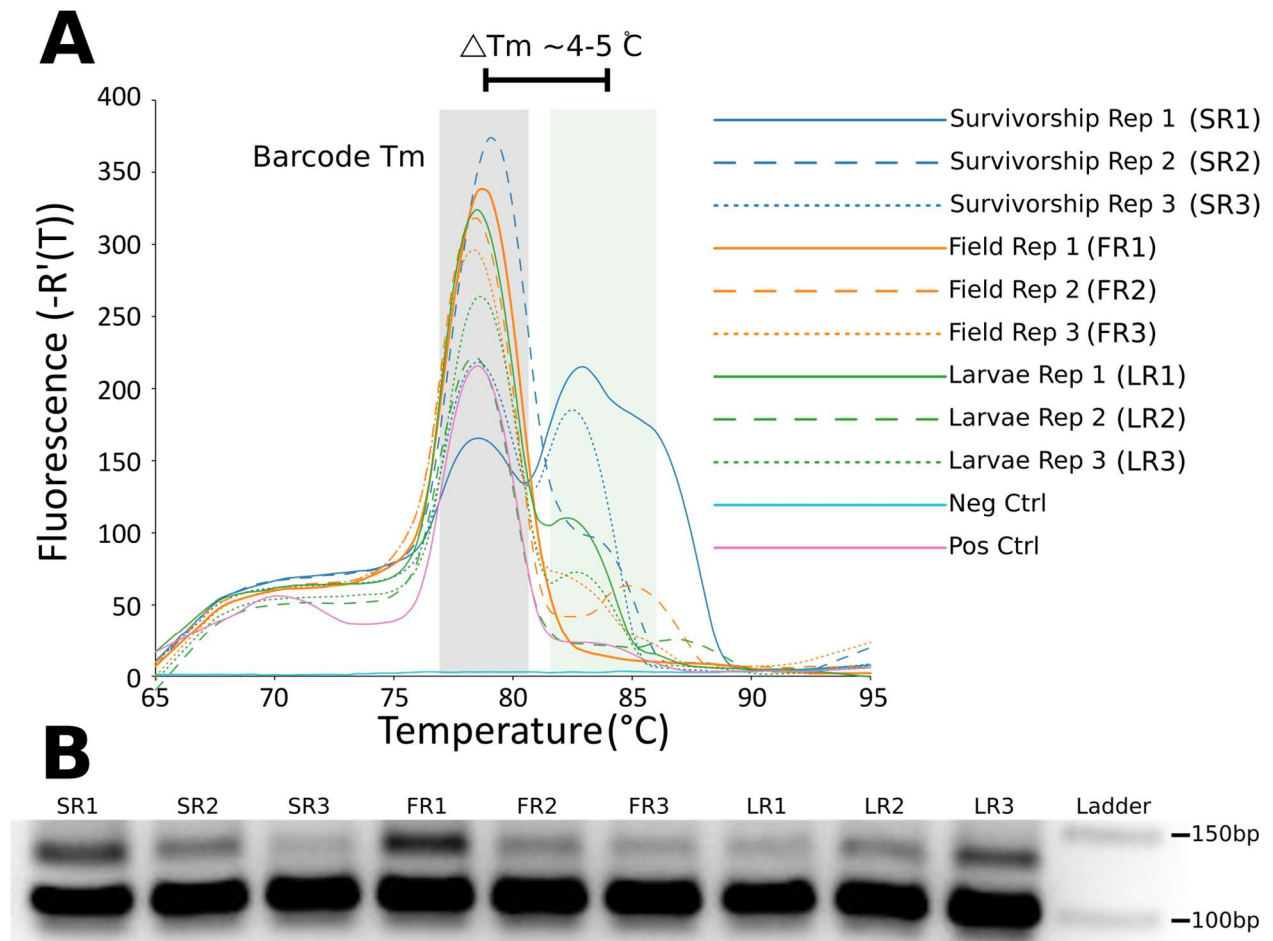 A
△Tm ~4-5 °C
Barcode Tm
400
350
300
250
200
150
100
50
0
Fluorescence (-R'(T))
65 70 75 80 85 90 95
Temperature (°C)
Survivorship Rep 1 (SR1)
Survivorship Rep 2 (SR2)
Survivorship Rep 3 (SR3)
Field Rep 1 (FR1)
Field Rep 2 (FR2)
Field Rep 3 (FR3)
Larvae Rep 1 (LR1)
Larvae Rep 2 (LR2)
Larvae Rep 3 (LR3)
Neg Ctrl
Pos Ctrl
B
SR1 SR2 SR3 FR1 FR2 FR3 LR1 LR2 LR3 Ladder
150bp
100bp